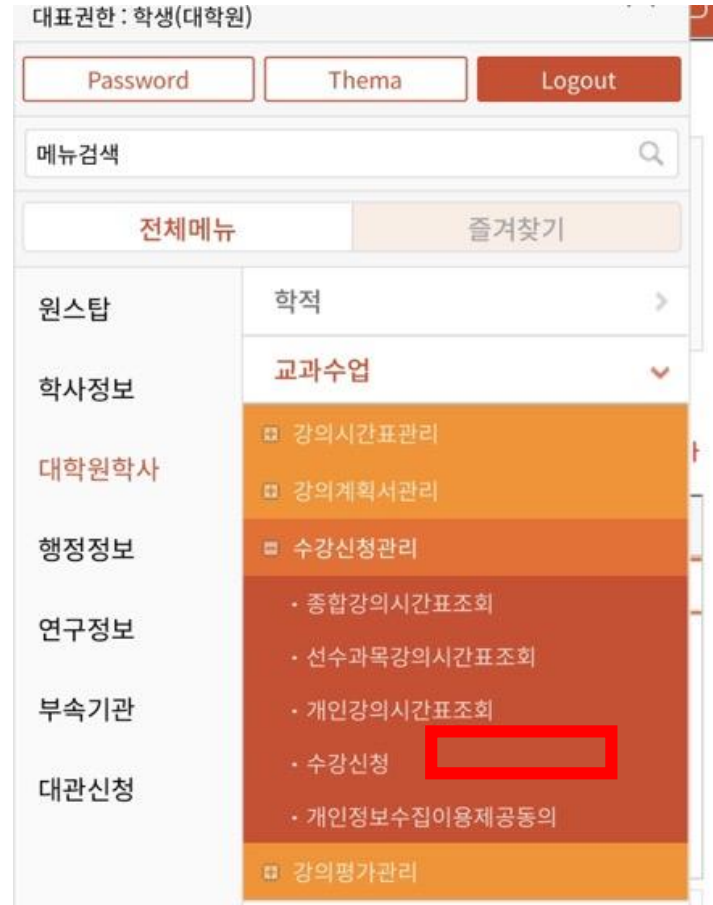 대표권한 : 학생(대학원)
Password
Thema
Logout
메뉴검색
전체메뉴
즐겨찾기
원스탑
학사정보
대학원학사
행정정보
연구정보
부속기관
대관신청
학적
교과수업
강의시간표관리
강의계획서관리
수강신청관리
· 종합강의시간표조회
· 선수과목강의시간표조회
· 개인강의시간표조회
· 수강신청
· 개인정보수집이용제공동의
강의평가관리